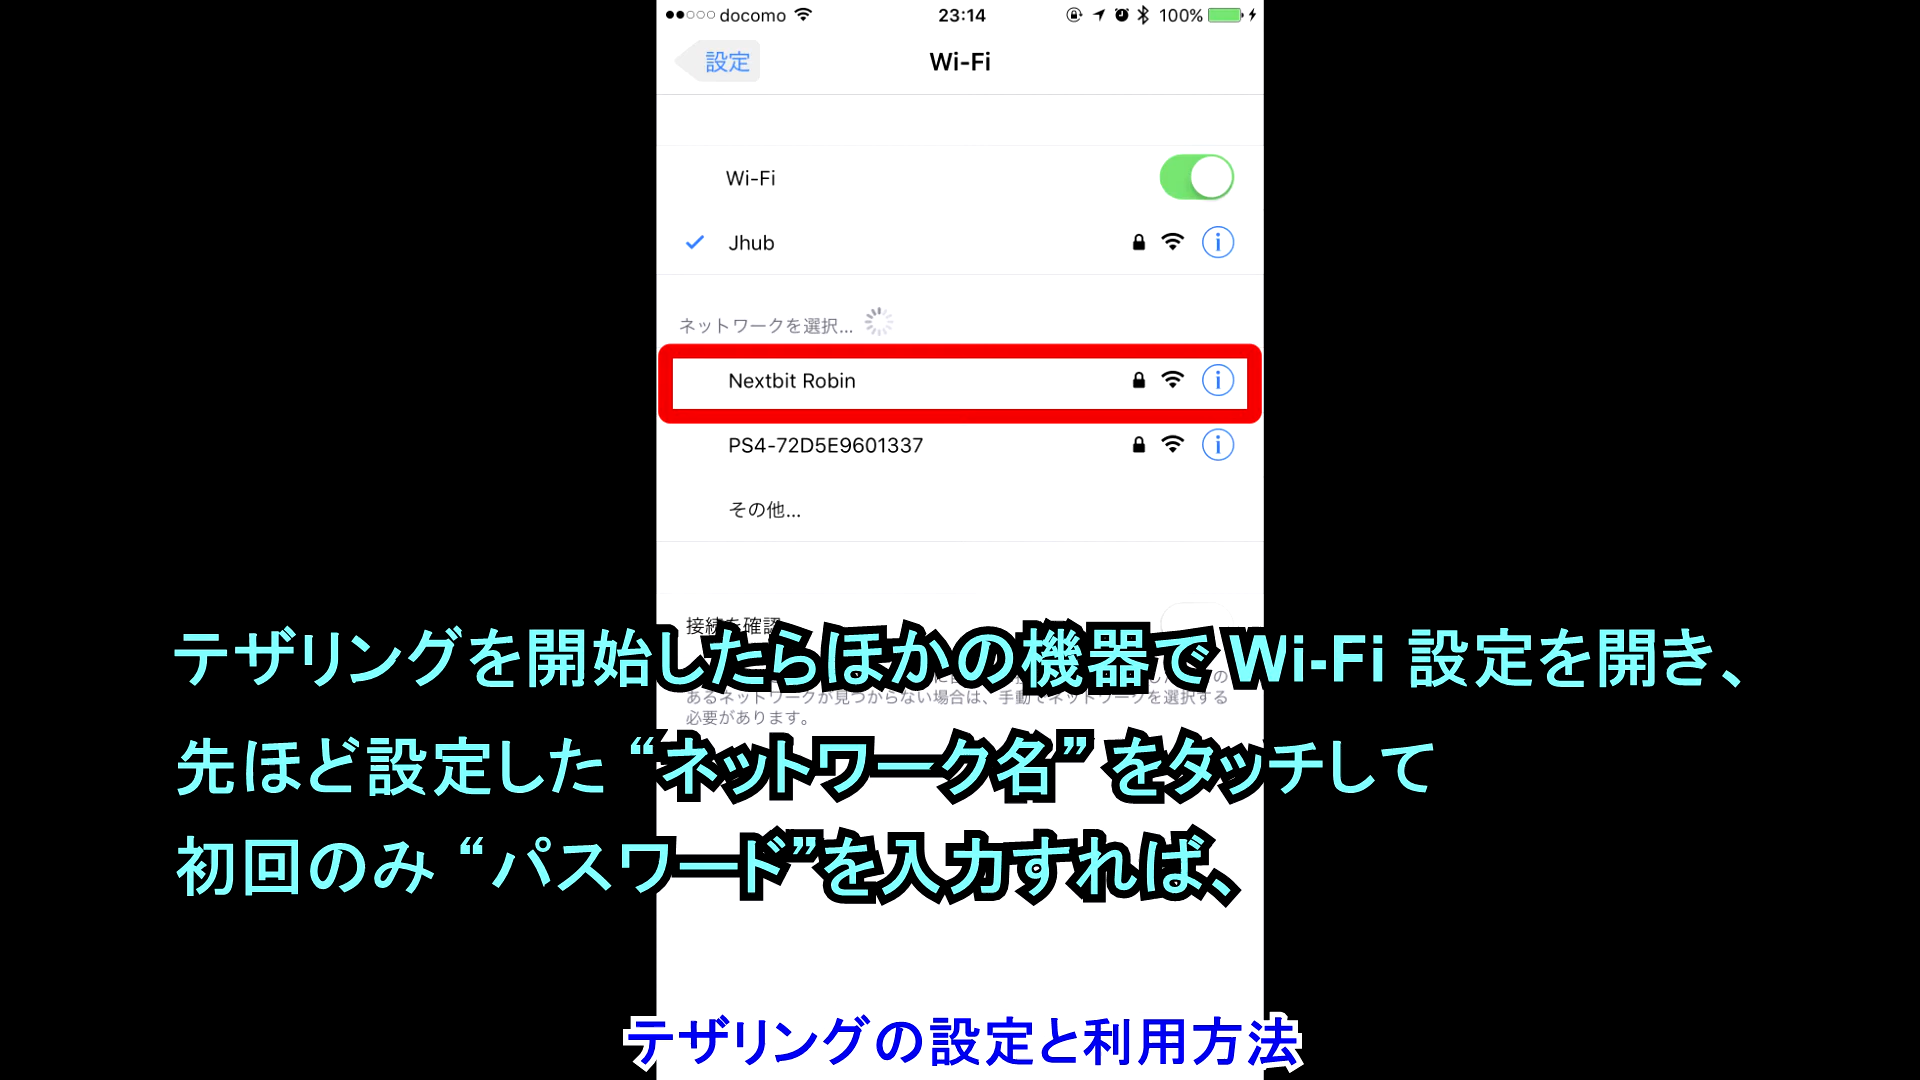 docomo 23:14 100%
設定 Wi-Fi
Wi-Fi
Jhub
ネットワークを選択...
Nextbit Robin
PS4-72D5E9601337
その他...
接続を確認
テザリングを開始したらほかの機器でWi-Fi 設定を開き、
あるネットワークが見つからない場合は、手動でネットワークを選択する
必要があります。
先ほど設定した “ネットワーク名” をタッチして
初回のみ “パスワード”を入力すれば、
テザリングの設定と利用方法